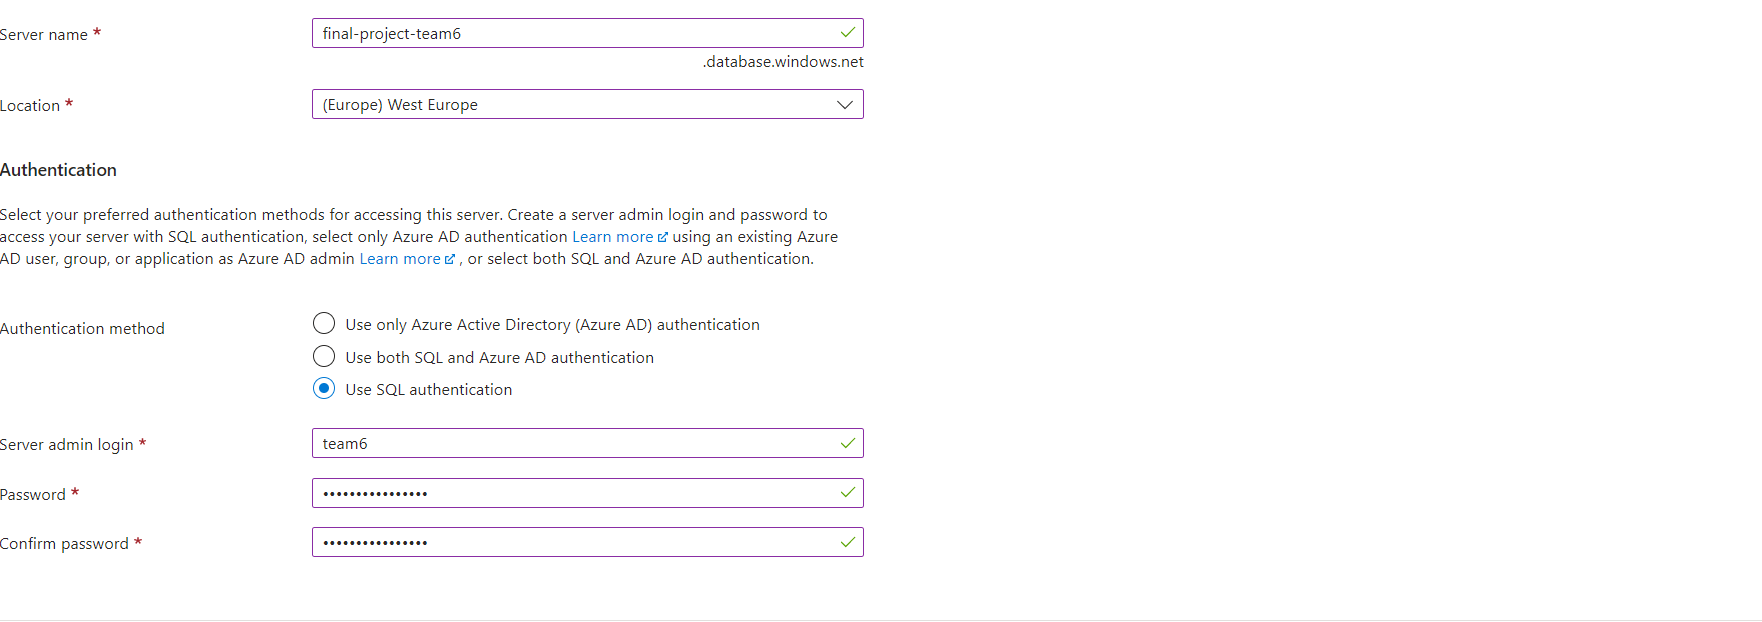 Server name *
final-project-team6
.database.windows.net
Location *
(Europe) West Europe
Authentication
Select your preferred authentication methods for accessing this server. Create a server admin login and password to
access your server with SQL authentication, select only Azure AD authentication Learn more using an existing Azure
AD user, group, or application as Azure AD admin Learn more , or select both SQL and Azure AD authentication.
Authentication method
Use only Azure Active Directory (Azure AD) authentication
Use both SQL and Azure AD authentication
Use SQL authentication
Server admin login *
team6
Password *
••••••••••••••••
Confirm password *
••••••••••••••••